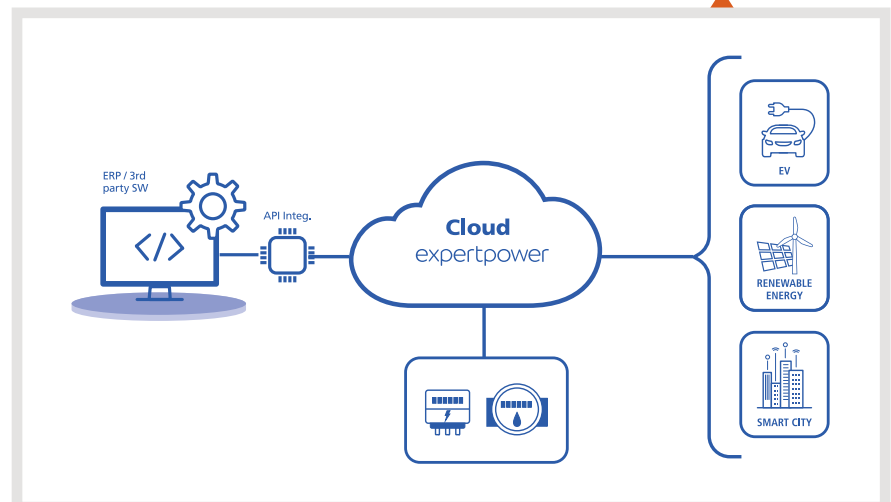 ERP / 3rd
party SW
API Integ.
</>
Cloud
expertpower
EV
RENEWABLE
ENERGY
SMART CITY